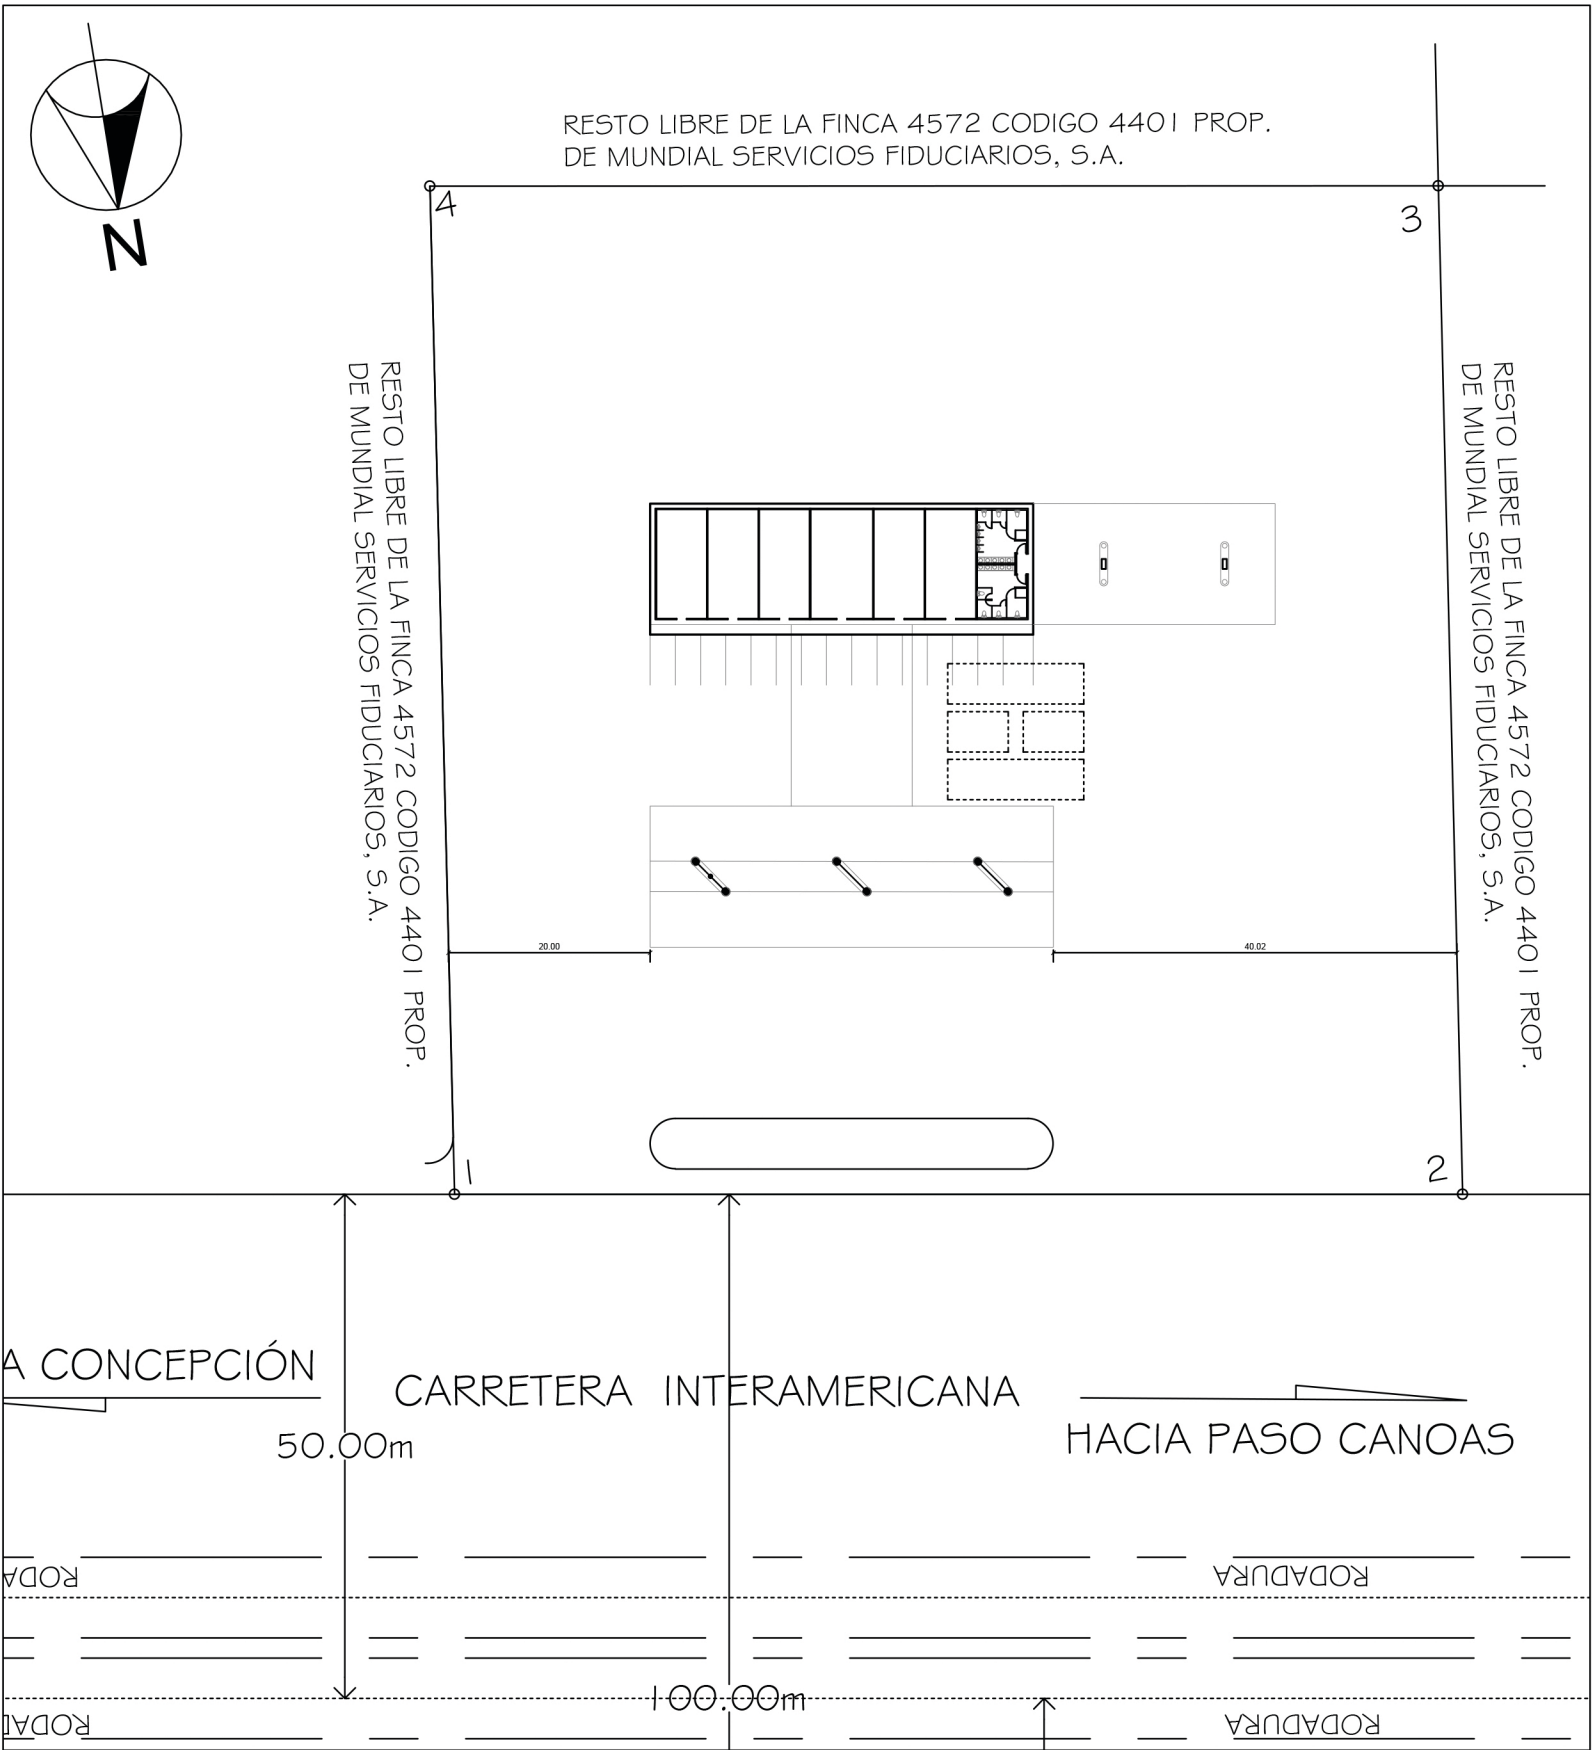 N
RESTO LIBRE DE LA FINCA 4572 CODIGO 4401 PROP.
DE MUNDIAL SERVICIOS FIDUCIARIOS, S.A.
4
3
RESTO LIBRE DE LA FINCA 4572 CODIGO 4401 PROP.
DE MUNDIAL SERVICIOS FIDUCIARIOS, S.A.
RESTO LIBRE DE LA FINCA 4572 CODIGO 4401 PROP.
DE MUNDIAL SERVICIOS FIDUCIARIOS, S.A.
20.00
40.02
1
2
A CONCEPCIÓN
CARRETERA INTERAMERICANA
HACIA PASO CANOAS
50.00m
RODA
RODADURA
100.00m
RODAD
RODADURA